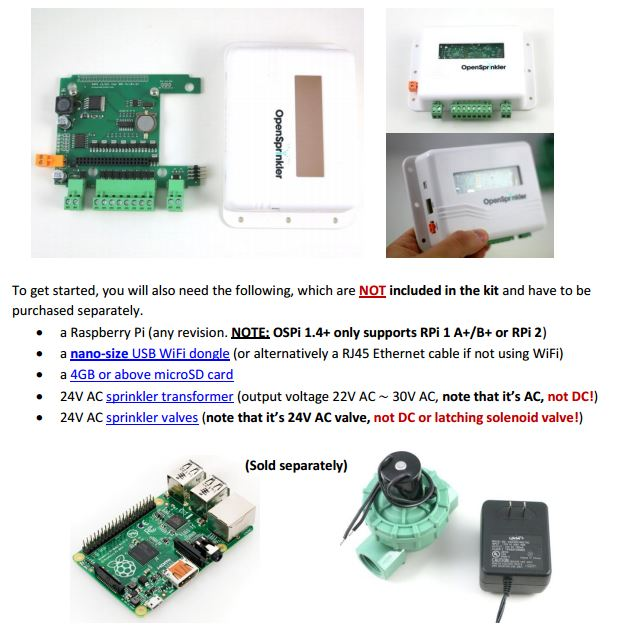 OpenSprinkler
OpenSprinkler
OpenSprinkler
To get started, you will also need the following, which are NOT included in the kit and have to be
purchased separately.
• a Raspberry Pi (any revision. NOTE: OSPi 1.4+ only supports RPi 1 A+/B+ or RPi 2)
• a nano-size USB WiFi dongle (or alternatively a RJ45 Ethernet cable if not using WiFi)
• a 4GB or above microSD card
• 24V AC sprinkler transformer (output voltage 22V AC ~ 30V AC, note that it's AC, not DC!)
• 24V AC sprinkler valves (note that it's 24V AC valve, not DC or latching solenoid valve!)
(Sold separately)
HDMI
CAUTION